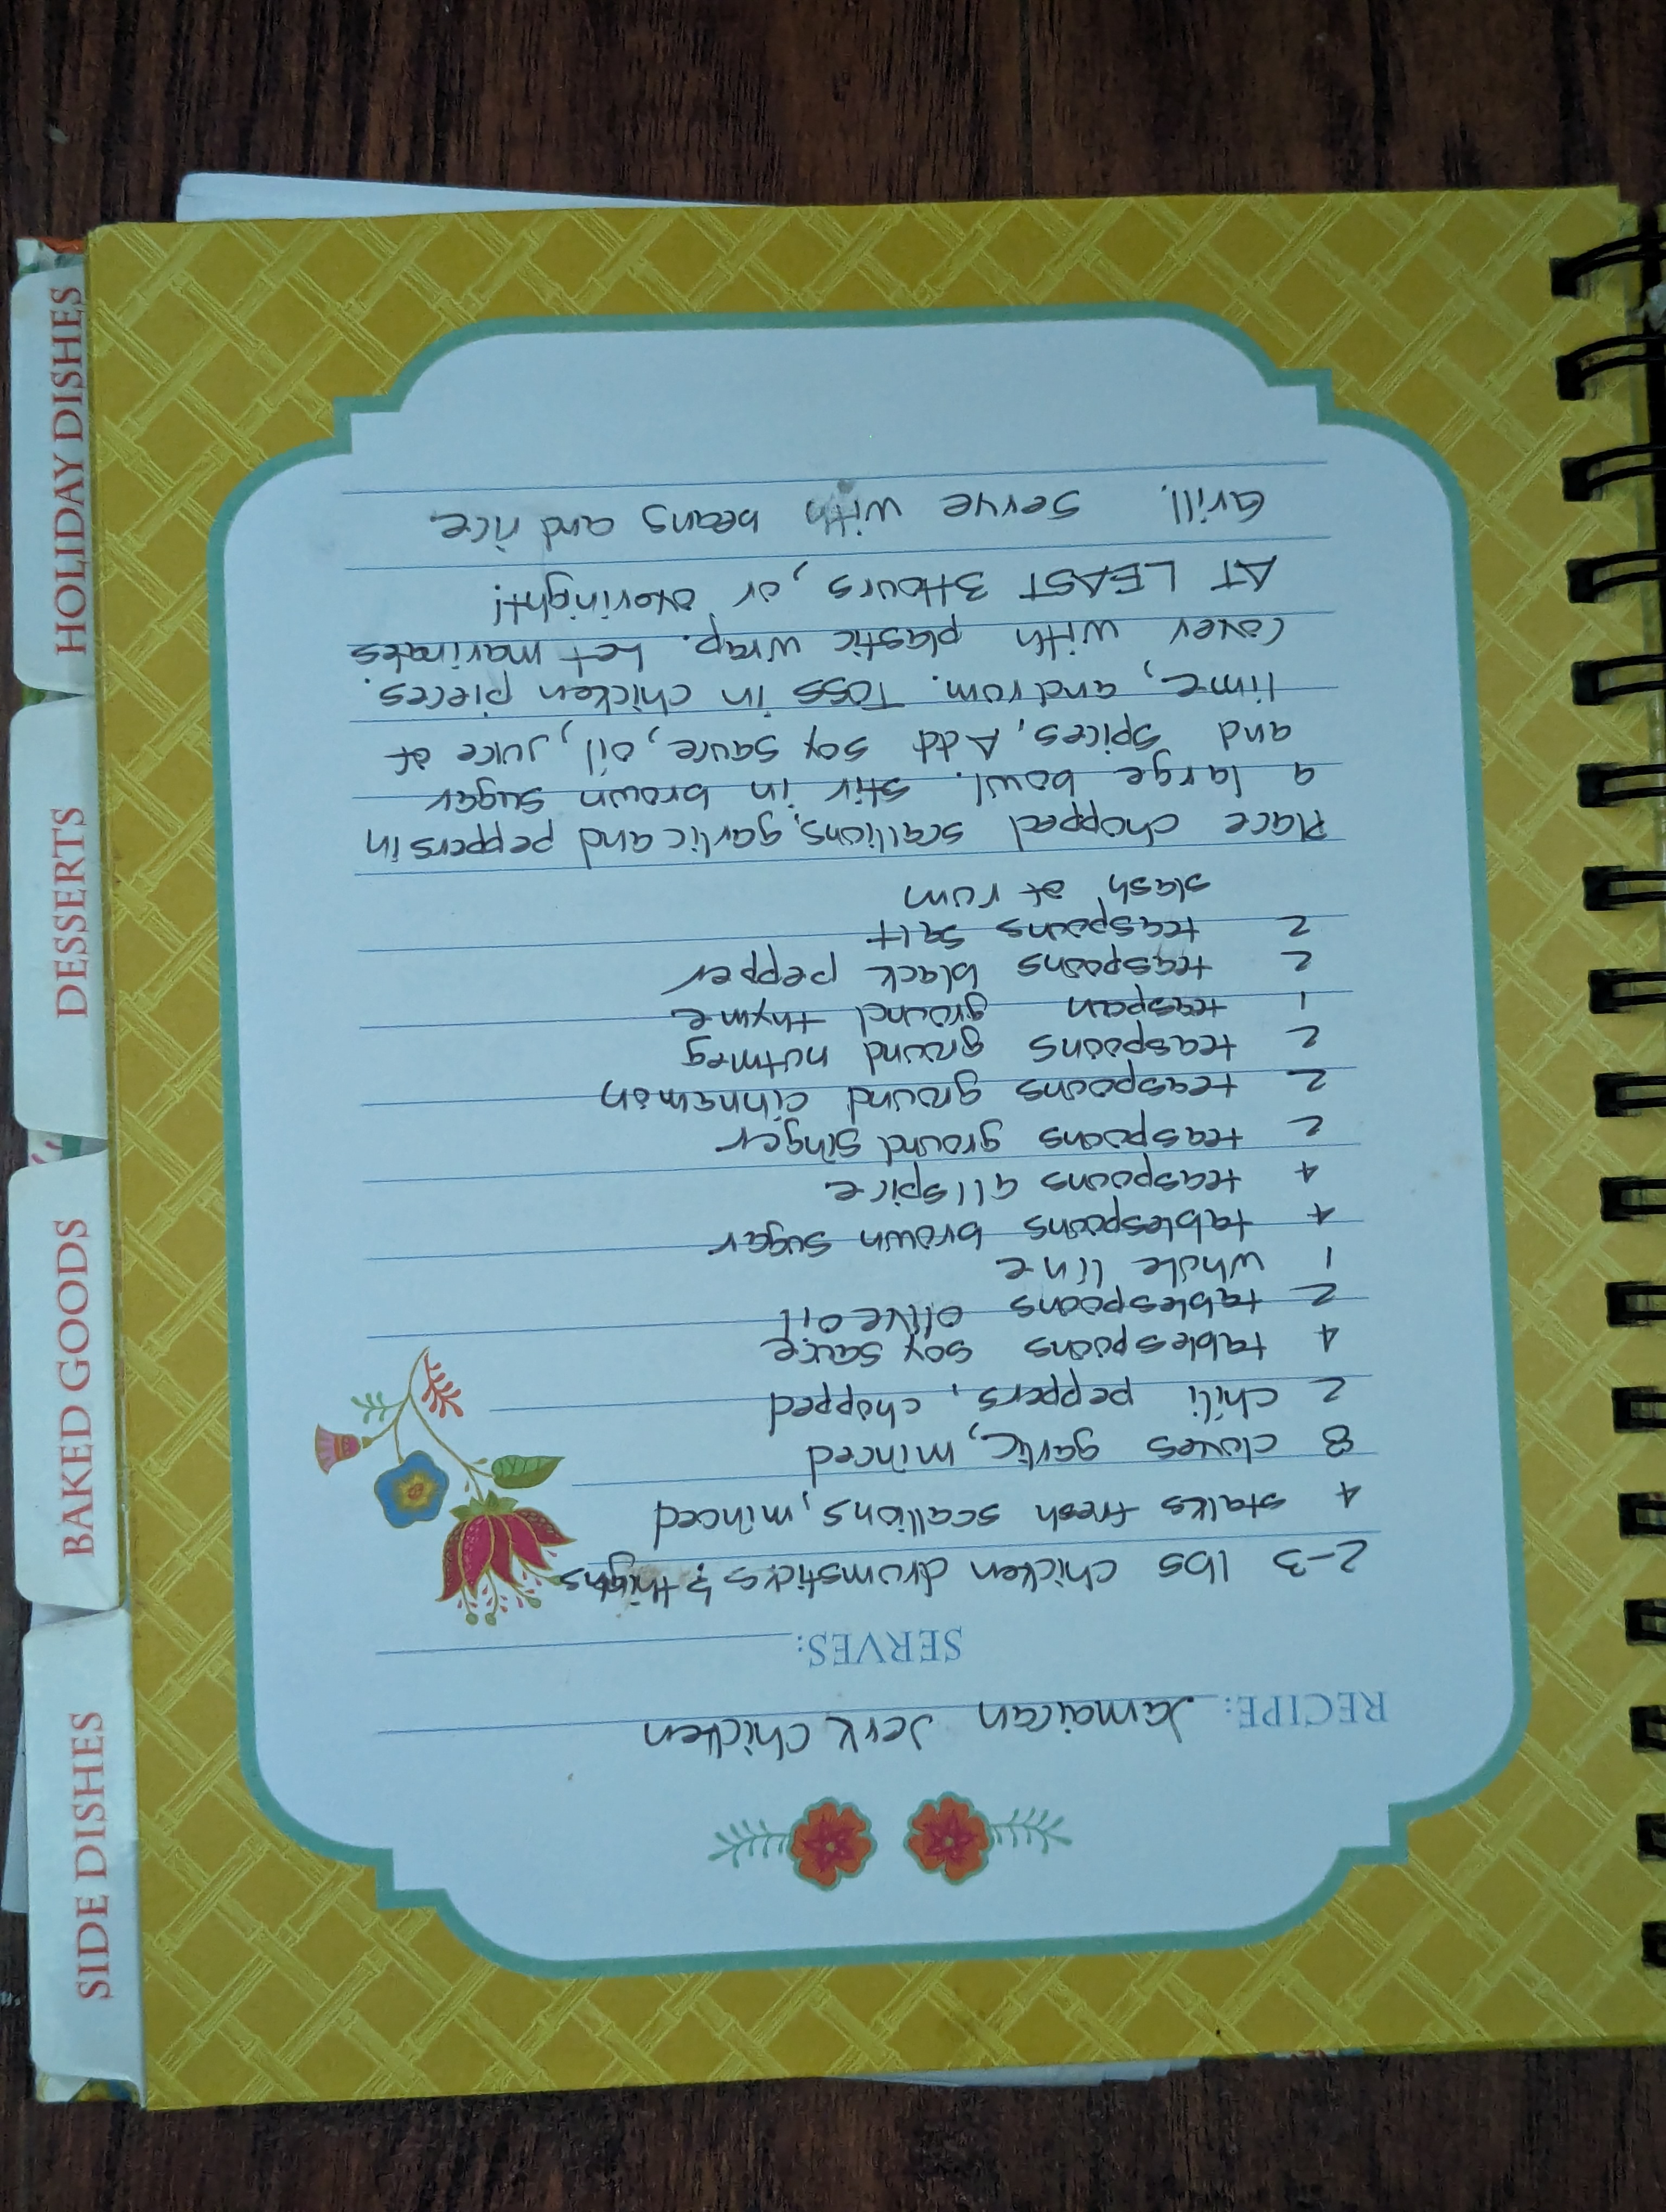 RECIPE: Jamaican Jerk Chicken
SERVES:
2-3 lbs chicken drumsticks & thighs
4 stalks fresh scallions, minced
8 cloves garlic, minced
2 chili peppers, chopped
4 tablespoons soy sauce
2 tablespoons olive oil
1 whole lime
4 tablespoons brown sugar
4 teaspoons allspice
2 teaspoons ground ginger
2 teaspoons ground cinnamon
2 teaspoons ground nutmeg
1 teaspoon ground thyme
2 teaspoons black pepper
2 teaspoons salt
dash of rum
Place chopped scallions, garlic and peppers in
a large bowl. Stir in brown sugar
and spices, Add soy sauce, oil, juice of
lime, and rum. Toss in chicken pieces.
Cover with plastic wrap. Let marinates
AT LEAST 3 Hours, or overinght!
Grill. Serve with beans and rice
SIDE DISHES
BAKED GOODS
DESSERTS
HOLIDAY DISHES